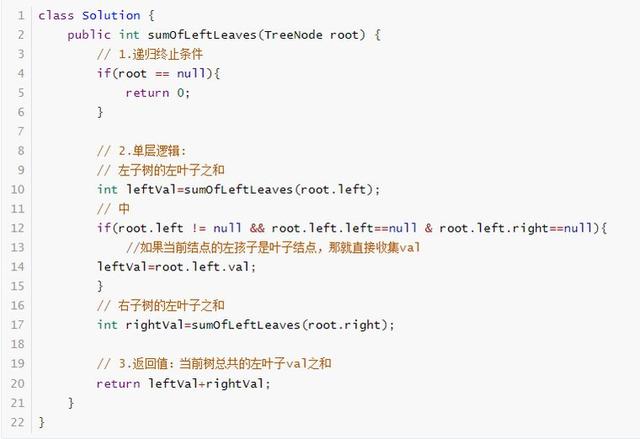 1 class Solution {
2 public int sumOfLeftLeaves(TreeNode root) {
3 // 1.递归终止条件
4 if(root == null){
5 return 0;
6 }
7
8 // 2.单层逻辑:
9 // 左子树的左叶子之和
10 int leftVal=sumOfLeftLeaves(root.left);
11 // 中
12 if(root.left != null && root.left.left==null & root.left.right==null){
13 //如果当前结点的左孩子是叶子结点，那就直接收集val
14 leftVal=root.left.val;
15 }
16 // 右子树的左叶子之和
17 int rightVal=sumOfLeftLeaves(root.right);
18
19 // 3.返回值：当前树总共的左叶子val之和
20 return leftVal+rightVal;
21 }
22 }